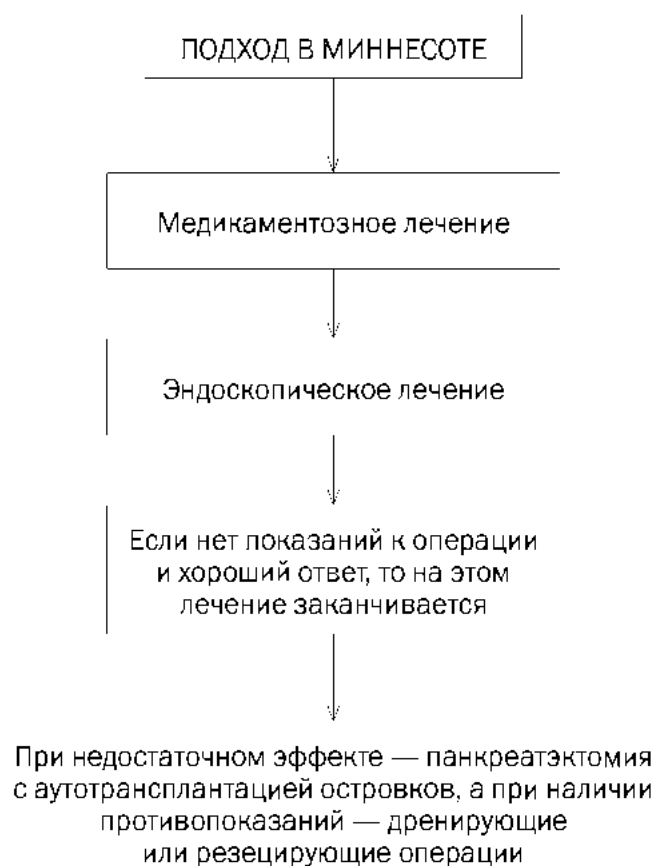 ПОДХОД В МИННЕСОТЕ
Медикаментозное лечение
Эндоскопическое лечение
Если нет показаний к операции
и хороший ответ, то на этом
лечение заканчивается
При недостаточном эффекте — панкреатэктомия
с аутотрансплантацией островков, а при наличии
противопоказаний — дренирующие
или резецирующие операции